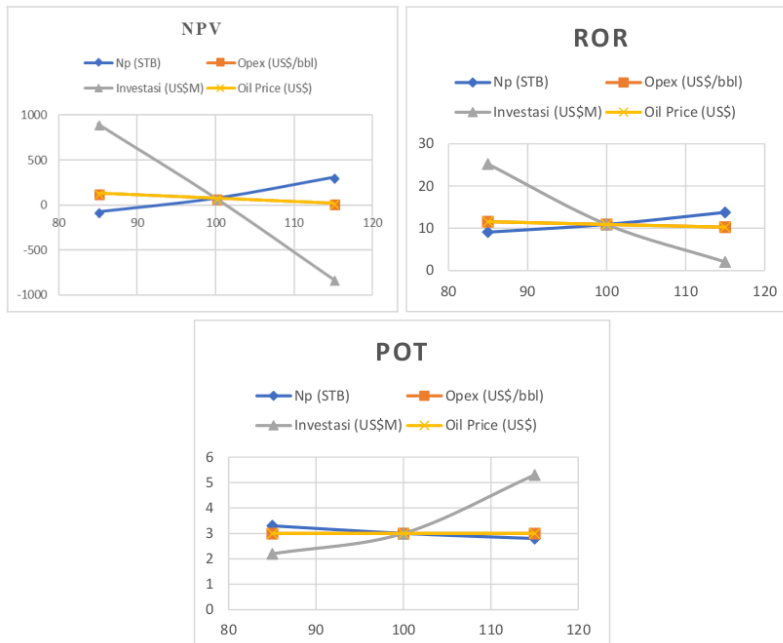 NPV
Np (STB) Opex (US$/bbl)
Investasi (US$M) Oil Price (US$)
1000
500
0
-500
-1000
80 90 100 110 120
ROR
Np (STB) Opex (US$/bbl)
Investasi (US$M) Oil Price (US$)
30
20
10
0
80 90 100 110 120
POT
Np (STB) Opex (US$/bbl)
Investasi (US$M) Oil Price (US$)
6
5
4
3
2
1
0
80 90 100 110 120